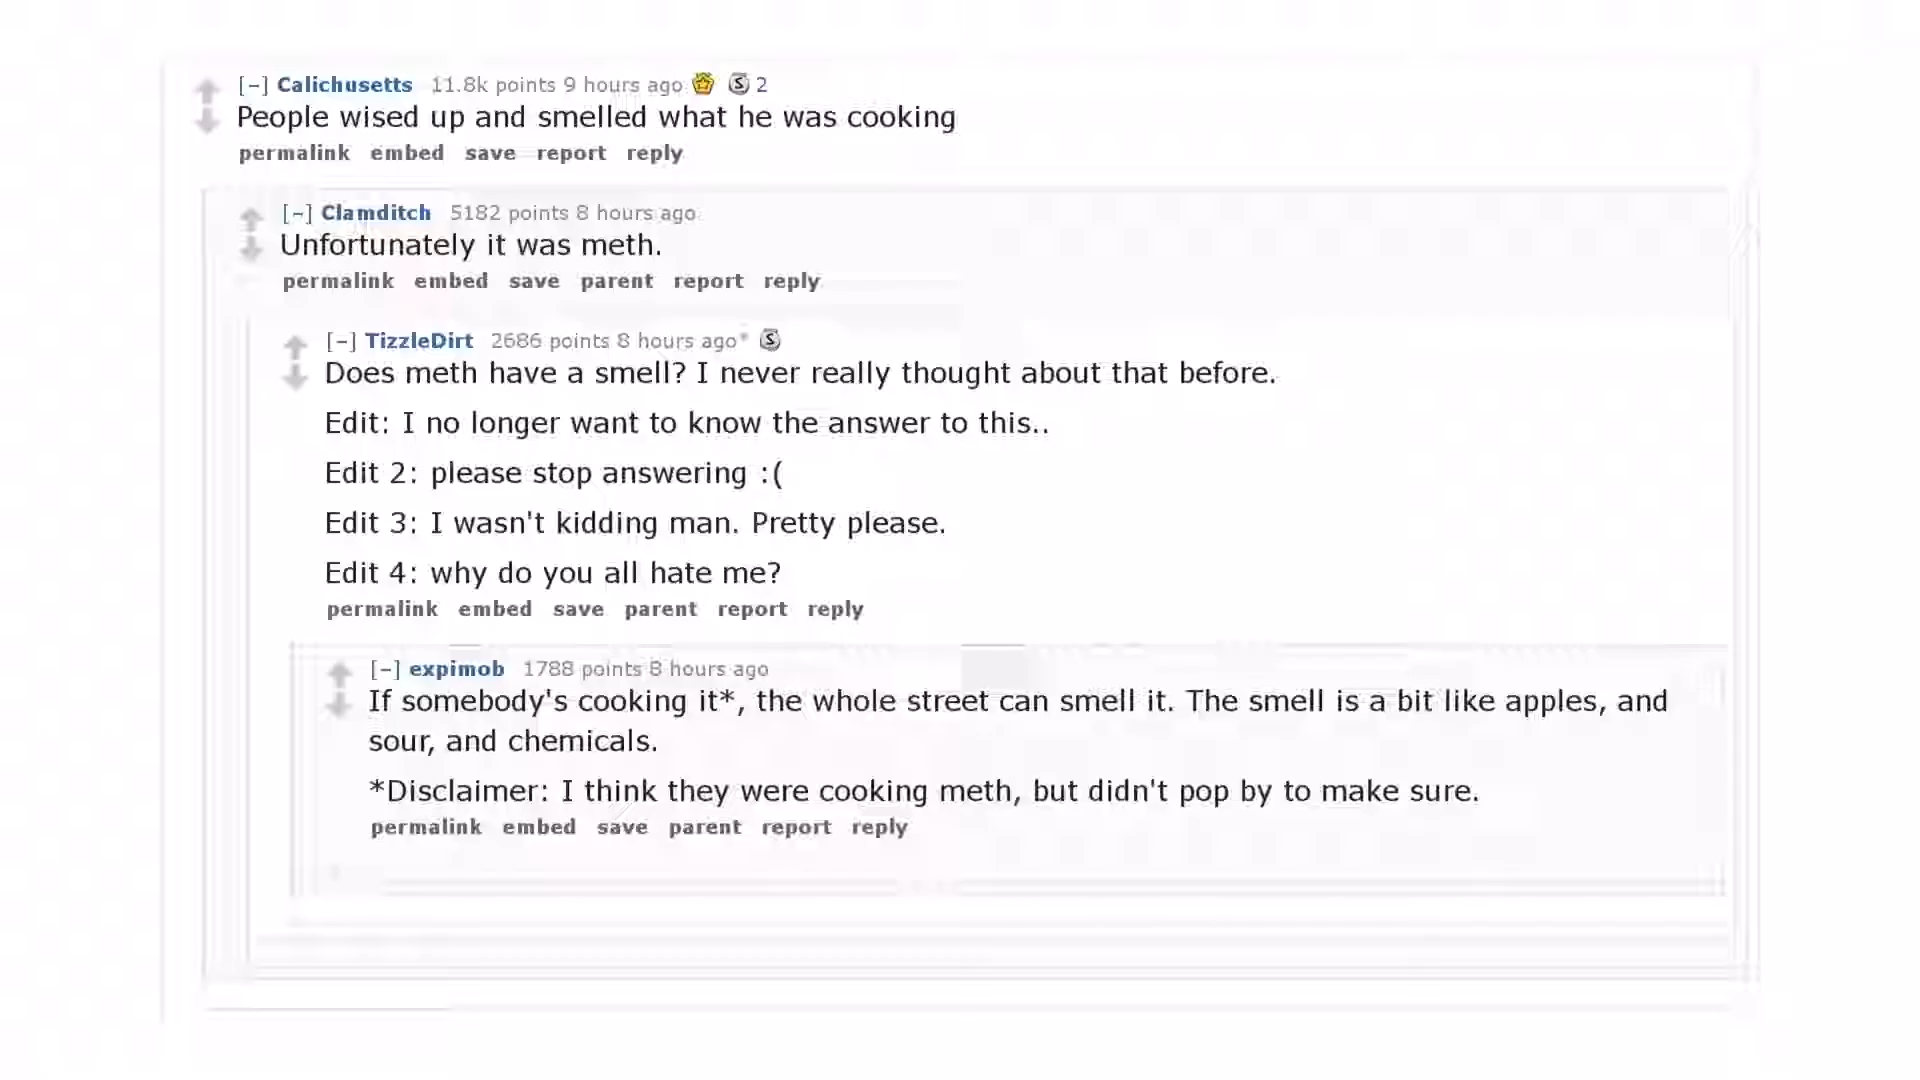 [–] Calichusetts 11.8k points 9 hours ago S 2
People wised up and smelled what he was cooking
permalink embed save report reply
[–] Clamditch 5182 points 8 hours ago
Unfortunately it was meth.
permalink embed save parent report reply
[–] TizzleDirt 2686 points 8 hours ago* S
Does meth have a smell? I never really thought about that before.
Edit: I no longer want to know the answer to this..
Edit 2: please stop answering :(
Edit 3: I wasn't kidding man. Pretty please.
Edit 4: why do you all hate me?
permalink embed save parent report reply
[–] expimob 1788 points 8 hours ago
If somebody's cooking it*, the whole street can smell it. The smell is a bit like apples, and
sour, and chemicals.
*Disclaimer: I think they were cooking meth, but didn't pop by to make sure.
permalink embed save parent report reply